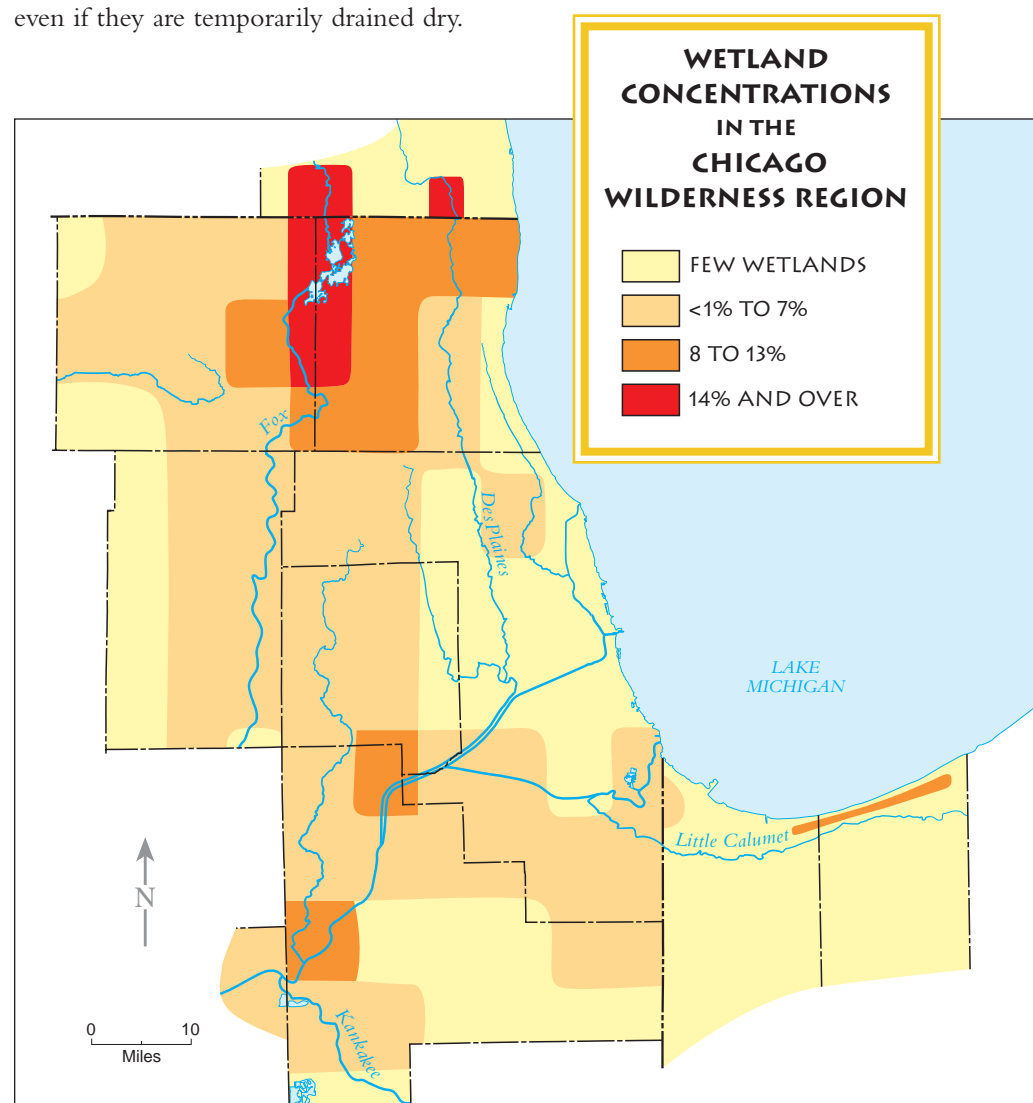 even if they are temporarily drained dry.
WETLAND
CONCENTRATIONS
IN THE
CHICAGO
WILDERNESS REGION
FEW WETLANDS
<1% TO 7%
8 TO 13%
14% AND OVER
Fox
DesPlaines
LAKE
MICHIGAN
Little Calumet
N
Kankakee
0 10
Miles